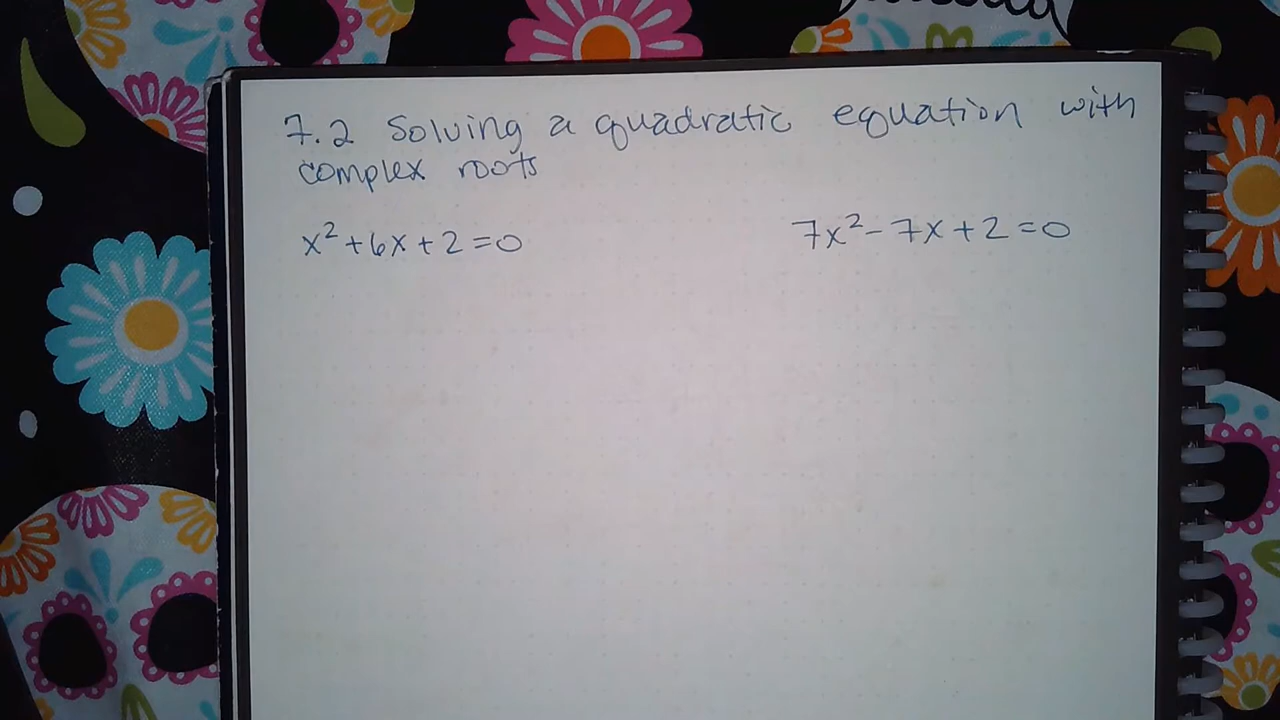 7.2 Solving a quadratic equation with
complex roots
x² + 6x + 2 = 0
7x² - 7x + 2 = 0